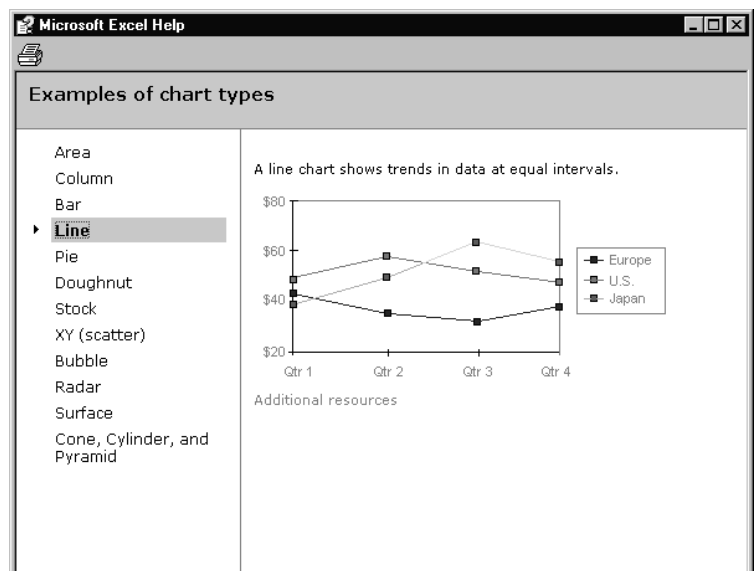 Microsoft Excel Help
Examples of chart types
Area
Column
Bar
Line
Pie
Doughnut
Stock
XY (scatter)
Bubble
Radar
Surface
Cone, Cylinder, and
Pyramid
A line chart shows trends in data at equal intervals.
$80
$60
$40
$20
Qtr 1 Qtr 2 Qtr 3 Qtr 4
Europe
U.S.
Japan
Additional resources